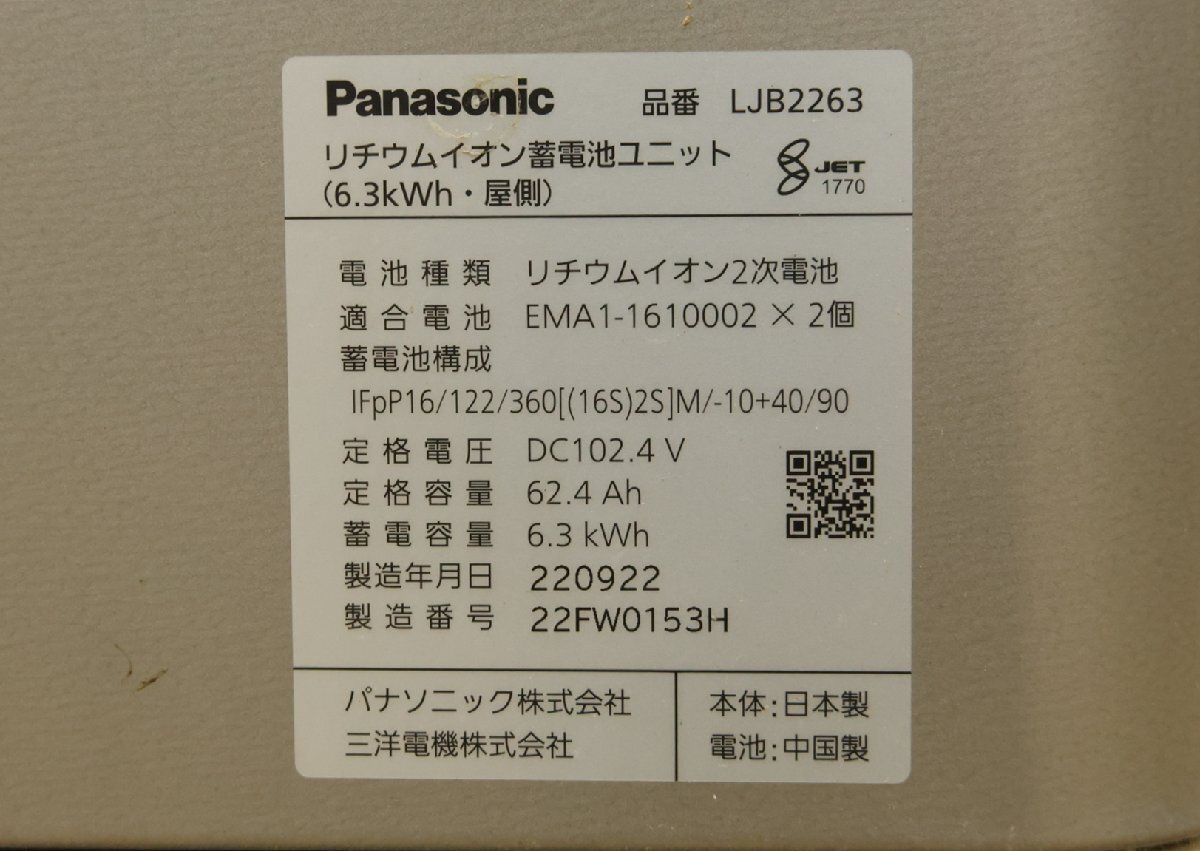 Panasonic 品番 LJB2263
リチウムイオン蓄電池ユニット
(6.3kWh・屋側)
JET
1770
電池種類 リチウムイオン2次電池
適合電池 EMA1-1610002 × 2個
蓄電池構成
IFpP16/122/360[(16S)2S]M/-10+40/90
定格電圧 DC102.4 V
定格容量 62.4 Ah
蓄電容量 6.3 kWh
製造年月日 220922
製造番号 22FW0153H
パナソニック株式会社
三洋電機株式会社
本体:日本製
電池:中国製